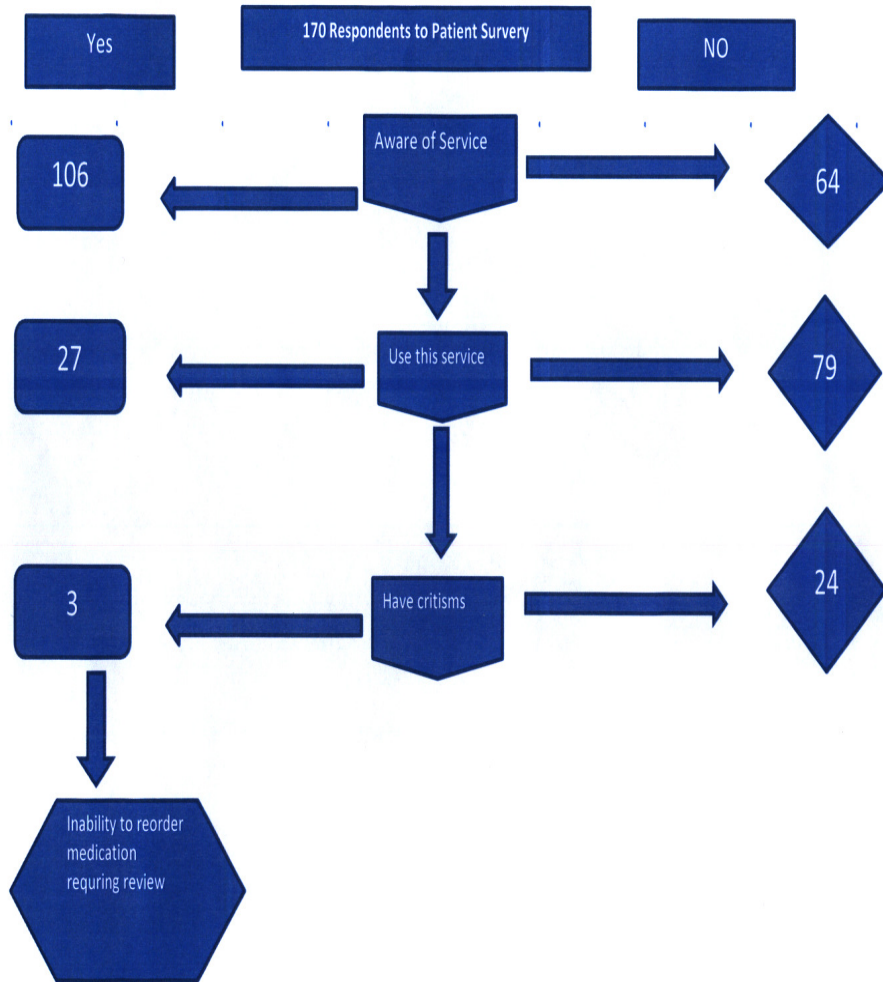 Yes
170 Respondents to Patient Survery
NO
106
Aware of Service
64
27
Use this service
79
3
Have critisms
24
Inability to reorder
medication
requring review